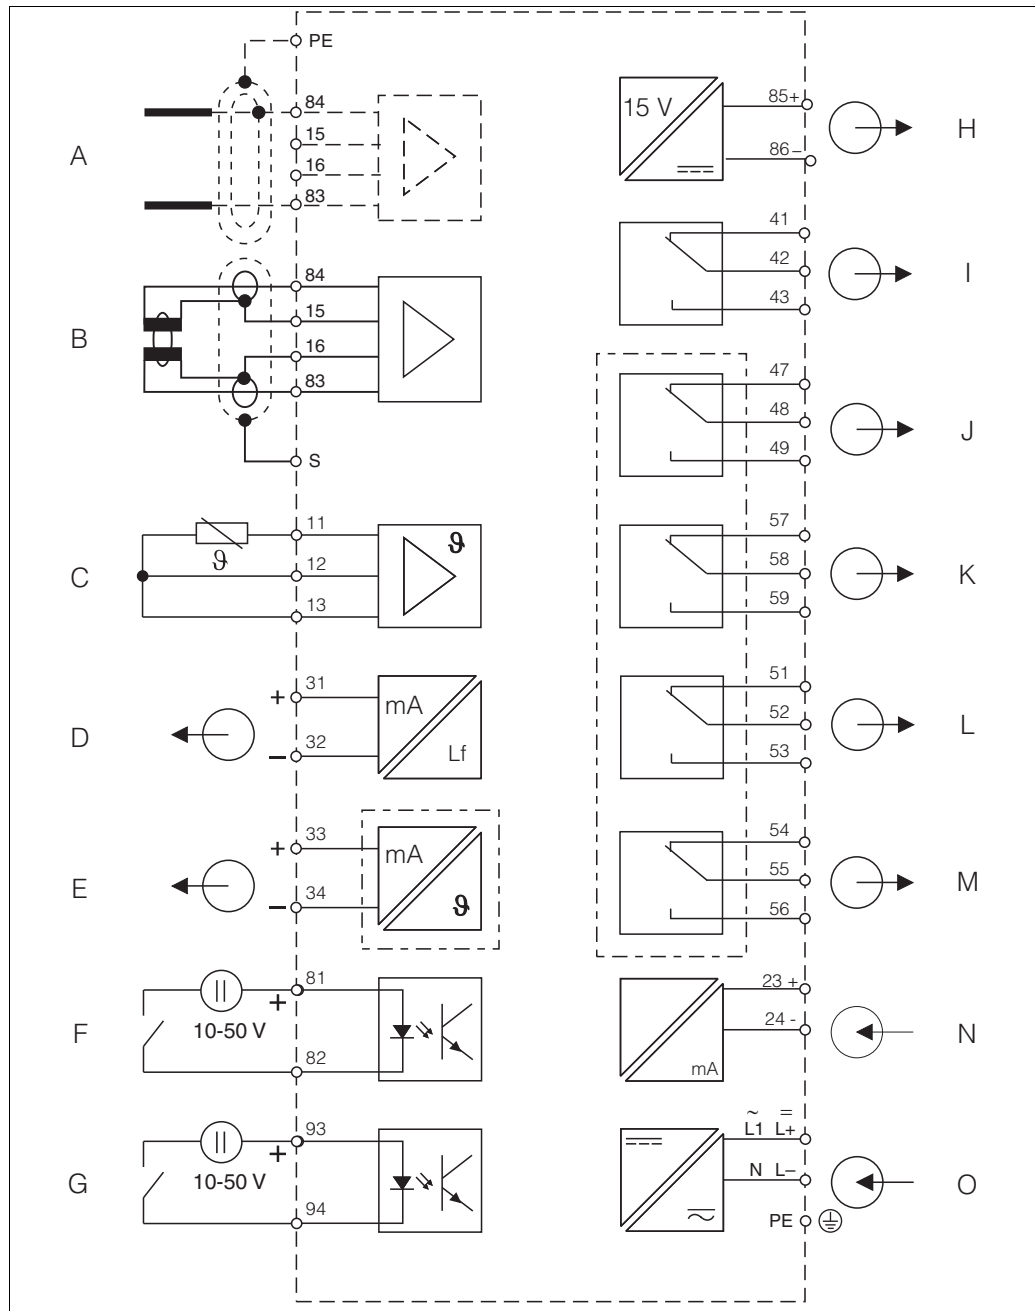 PE
84
15
16
83
A
84
15
16
83
B
S
11
12
13
C
ϑ
ϑ
+ 31
– 32
D
mA
Lf
+ 33
– 34
E
mA
ϑ
81
+
10-50 V
82
F
93
+
10-50 V
94
G
15 V
85+
86–
H
41
42
43
I
47
48
49
J
57
58
59
K
51
52
53
L
54
55
56
M
23 +
24 -
mA
N
~ =
L1 L+
N L–
PE
O